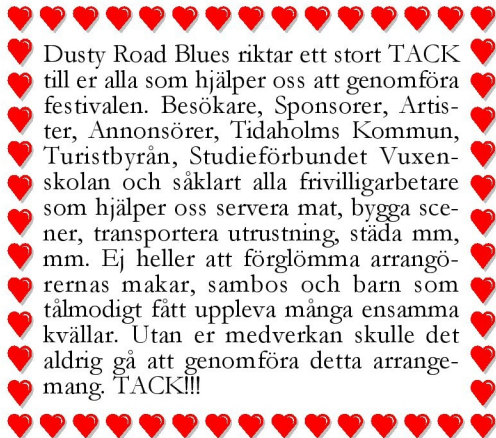 Dusty Road Blues riktar ett stort TACK
till er alla som hjälper oss att genomföra
festivalen. Besökare, Sponsorer, Artis-
ter, Annonsörer, Tidaholms Kommun,
Turistbyrån, Studieförbundet Vuxen-
skolan och såklart alla frivilligarbetare
som hjälper oss servera mat, bygga sce-
ner, transportera utrustning, städa mm,
mm. Ej heller att förglömma arrangö-
rernas makar, sambos och barn som
tålmodigt fått uppleva många ensamma
kvällar. Utan er medverkan skulle det
aldrig gå att genomföra detta arrange-
mang. TACK!!!